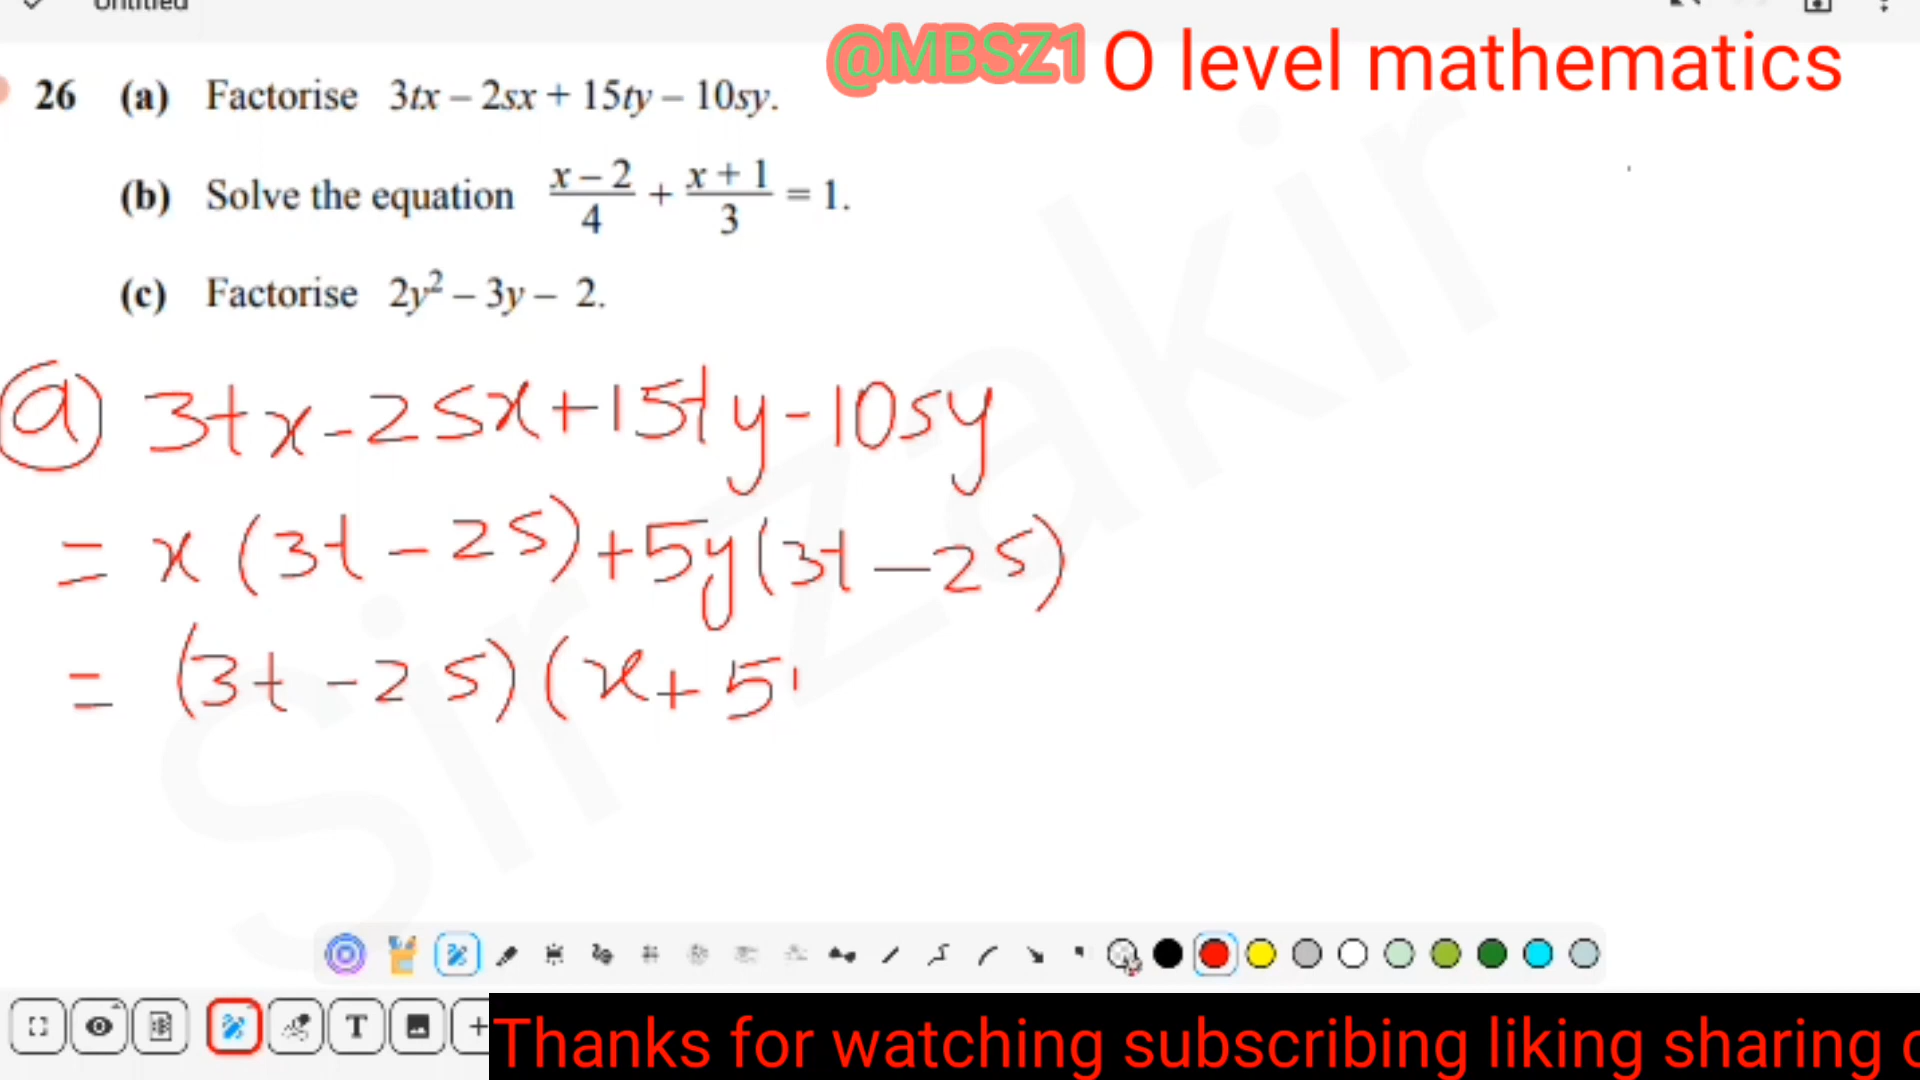 Untitled
@MBSZ1 O level mathematics
26 (a) Factorise 3tx – 2sx + 15ty – 10sy.
(b) Solve the equation (x – 2)/4 + (x + 1)/3 = 1.
(c) Factorise 2y² – 3y – 2.
(a) 3tx - 2sx + 15ty - 10sy
= x(3t - 2s) + 5y(3t - 2s)
= (3t - 2s)(x + 5
Sir Zakir
T
Thanks for watching subscribing liking sharing